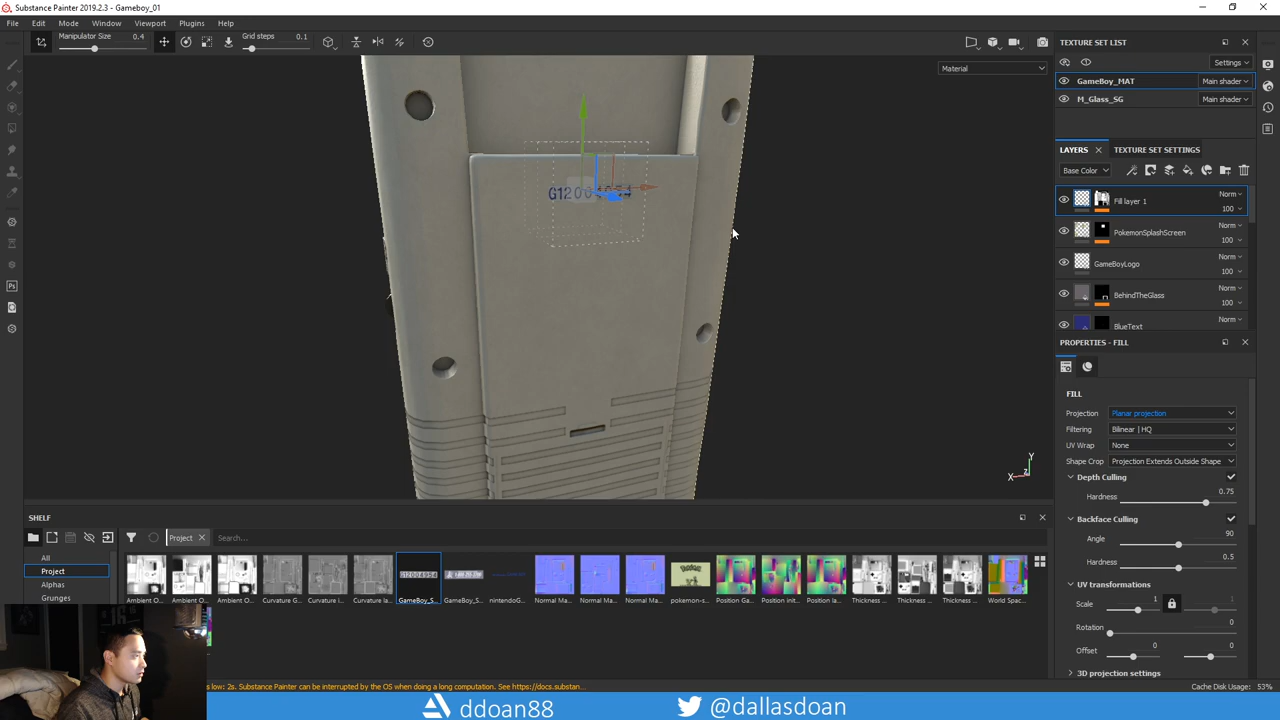 Substance Painter 2019.2.3 - Gameboy_01
File Edit Mode Window Viewport Plugins Help
Manipulator Size 0.4
Grid steps 0.1
Material
G12004954
X Y Z
TEXTURE SET LIST
Settings
GameBoy_MAT Main shader
M_Glass_SG Main shader
LAYERS TEXTURE SET SETTINGS
Base Color
Fill layer 1 Norm 100
PokemonSplashScreen Norm 100
GameBoyLogo Norm 100
BehindTheGlass Norm 100
BlueText Norm
PROPERTIES - FILL
FILL
Projection Planar projection
Filtering Bilinear | HQ
UV Wrap None
Shape Crop Projection Extends Outside Shape
Depth Culling
Hardness 0.75
Backface Culling
Angle 90
Hardness 0.5
UV transformations
Scale 1 1
Rotation 0
Offset 0 0
3D projection settings
SHELF
Project Search...
All
Project
Alphas
Grunges
Ambient O... Ambient O... Ambient O... Curvature G... Curvature i... Curvature la... GameBoy_S... GameBoy_S... nintendoG... Normal Ma... Normal Ma... Normal Ma... pokemon-s... Position Ga... Position init... Position la... Thickness ... Thickness ... Thickness ... World Spac...
s low: 2s. Substance Painter can be interrupted by the OS when doing a long computation. See https://docs.substan...
Cache Disk Usage: 53%
ddoan88 @dallasdoan